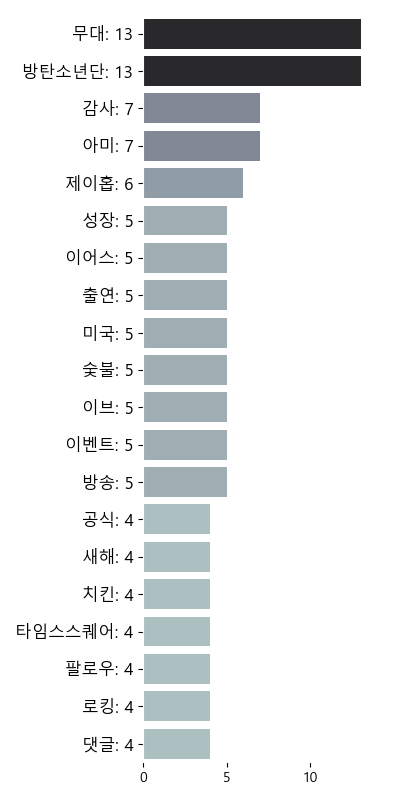 무대: 13
방탄소년단: 13
감사: 7
아미: 7
제이홉: 6
성장: 5
이어스: 5
출연: 5
미국: 5
숯불: 5
이브: 5
이벤트: 5
방송: 5
공식: 4
새해: 4
치킨: 4
타임스스퀘어: 4
팔로우: 4
로킹: 4
댓글: 4
0 5 10